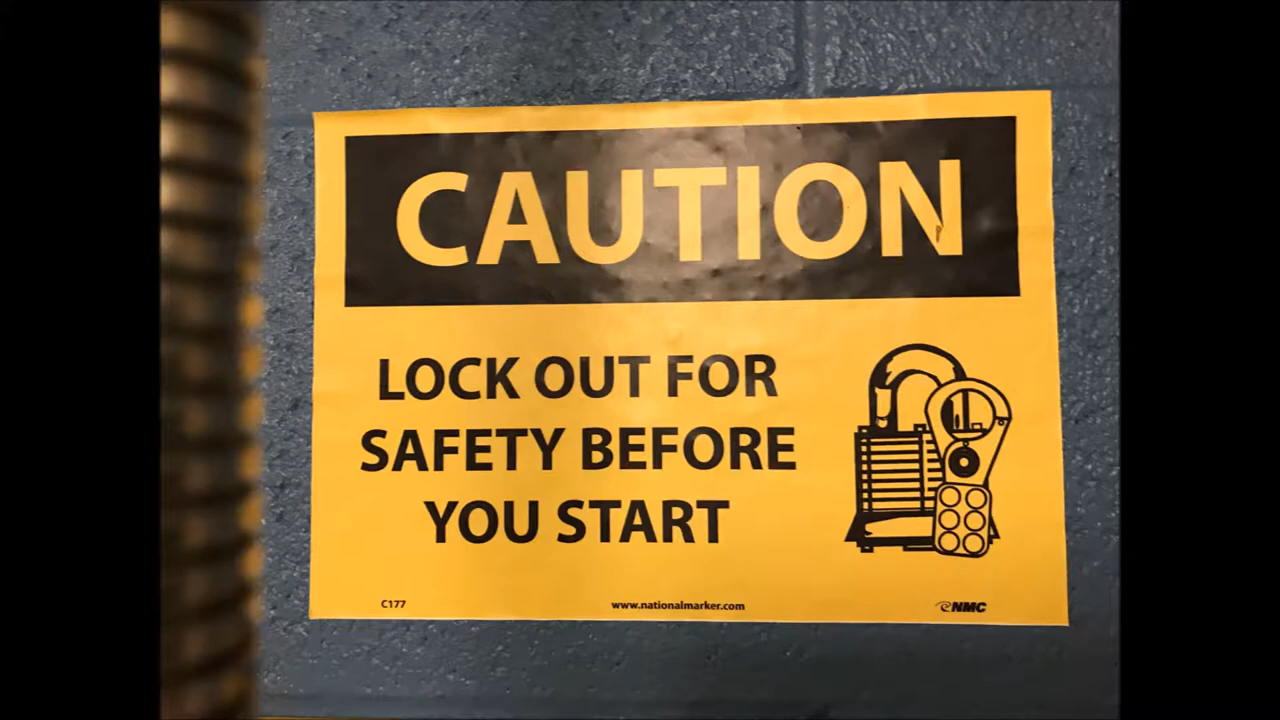 CAUTION
LOCK OUT FOR
SAFETY BEFORE
YOU START
C177
www.nationalmarker.com
NMC